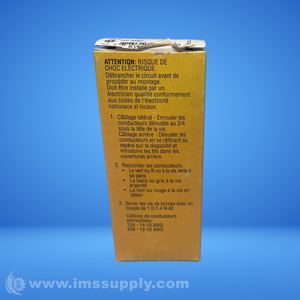 ATTENTION: RISQUE DE
CHOC ELECTRIQUE.
Débrancher le circuit avant de
procéder au montage.
Doit être installé par un
électricien qualifié conformément
aux codes de l'électricité
nationaux et locaux.
1. Câblage latéral - Enrouler les
conducteurs dénudés au 3/4
sous la tête de la vis.
Câblage arrière - Dénuder les
conducteurs en se referant au
repère sur le dispositif et
introduire les fils dans les
ouvertures arrière.
2. Raccorder les conducteurs:
Le vert ou nu à la vis verte à
six pans
Le blanc ou gris à la vis
argenté
Le noir ou rouge à la vis en
laiton
3. Serrer les vis de bornes avec un
couple de 1.0-1.4 N·M.
Calibres de conducteurs
admissibles:
15A - 14-10 AWG
20A - 12-10 AWG
© www.imssupply.com